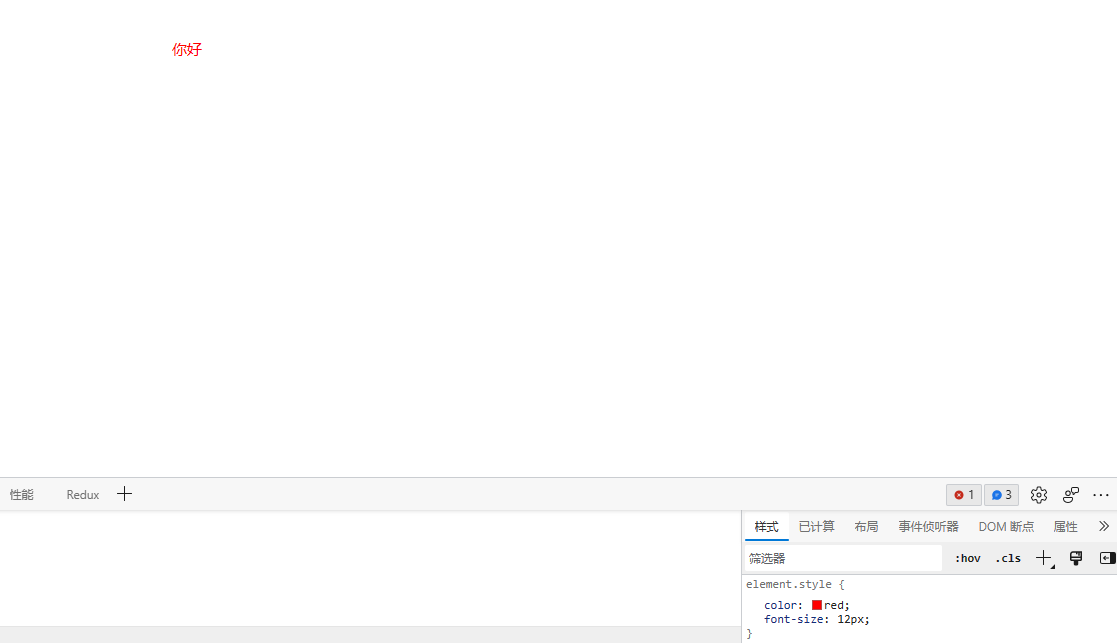 你好
性能 Redux
1 3
样式 已计算 布局 事件侦听器 DOM 断点 属性
筛选器 :hov .cls
element.style {
color: red;
font-size: 12px;
}